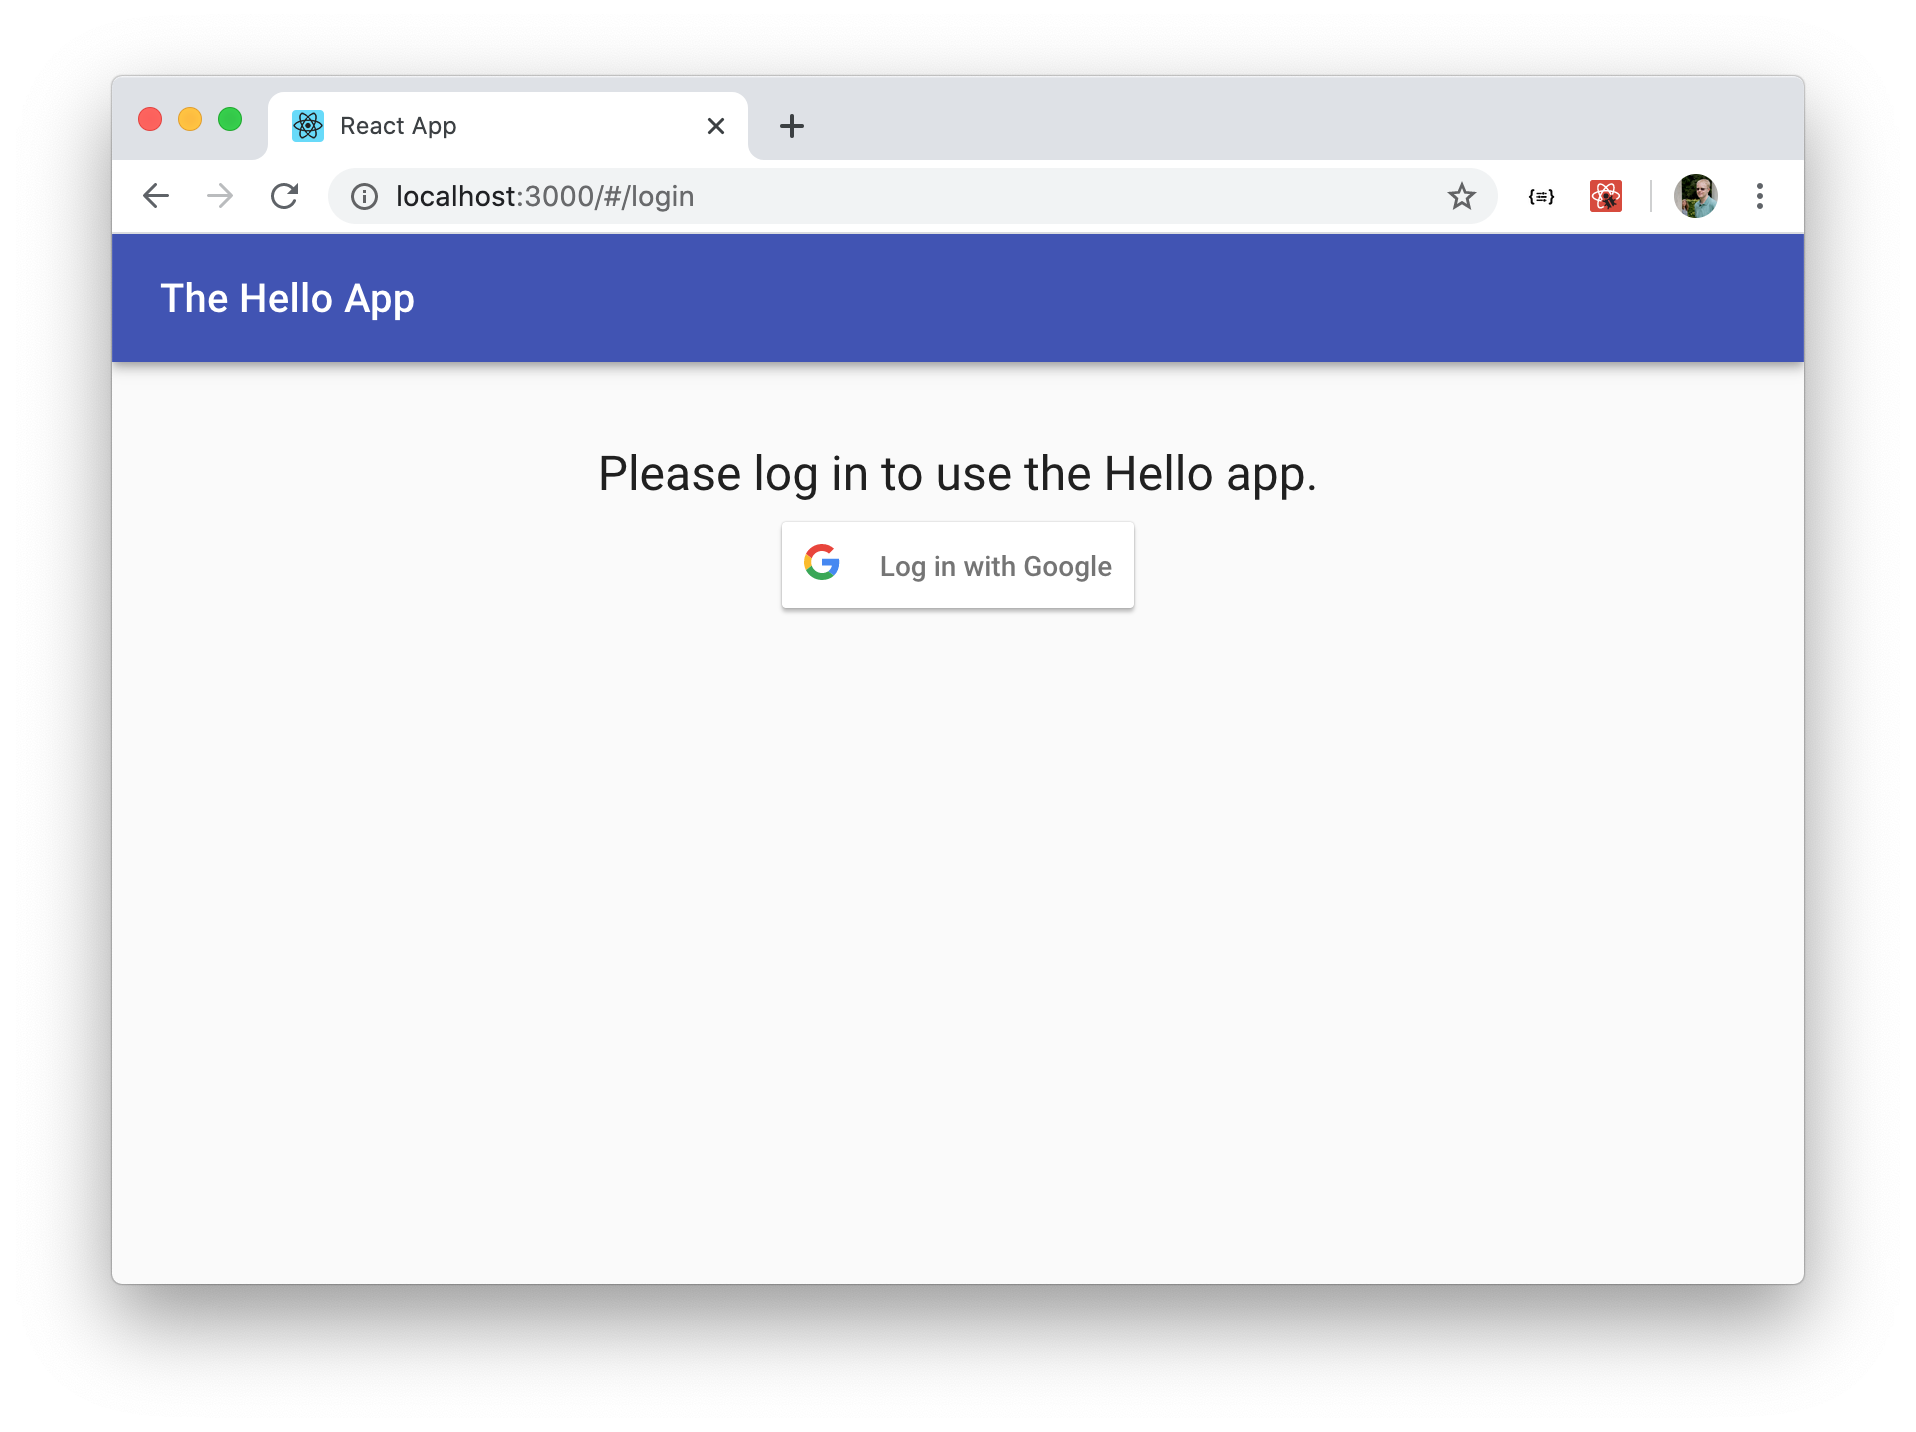 React App
localhost:3000/#/login
The Hello App
Please log in to use the Hello app.
Log in with Google